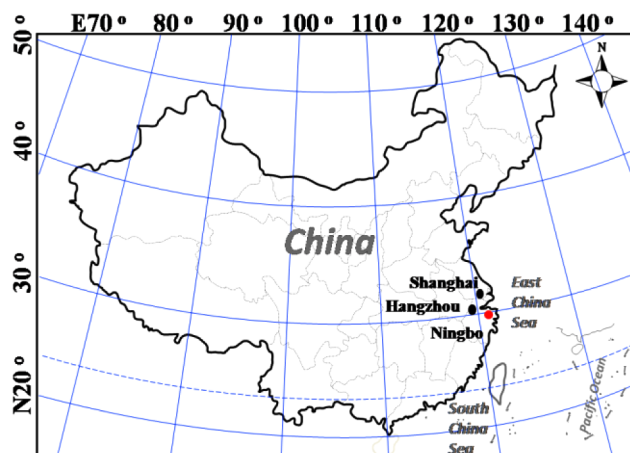 E70° 80° 90° 100° 110° 120° 130° 140°
50°
N
40°
China
30°
Shanghai
East
China
Sea
Hangzhou
Ningbo
Pacific Ocean
N20°
South
China
Sea